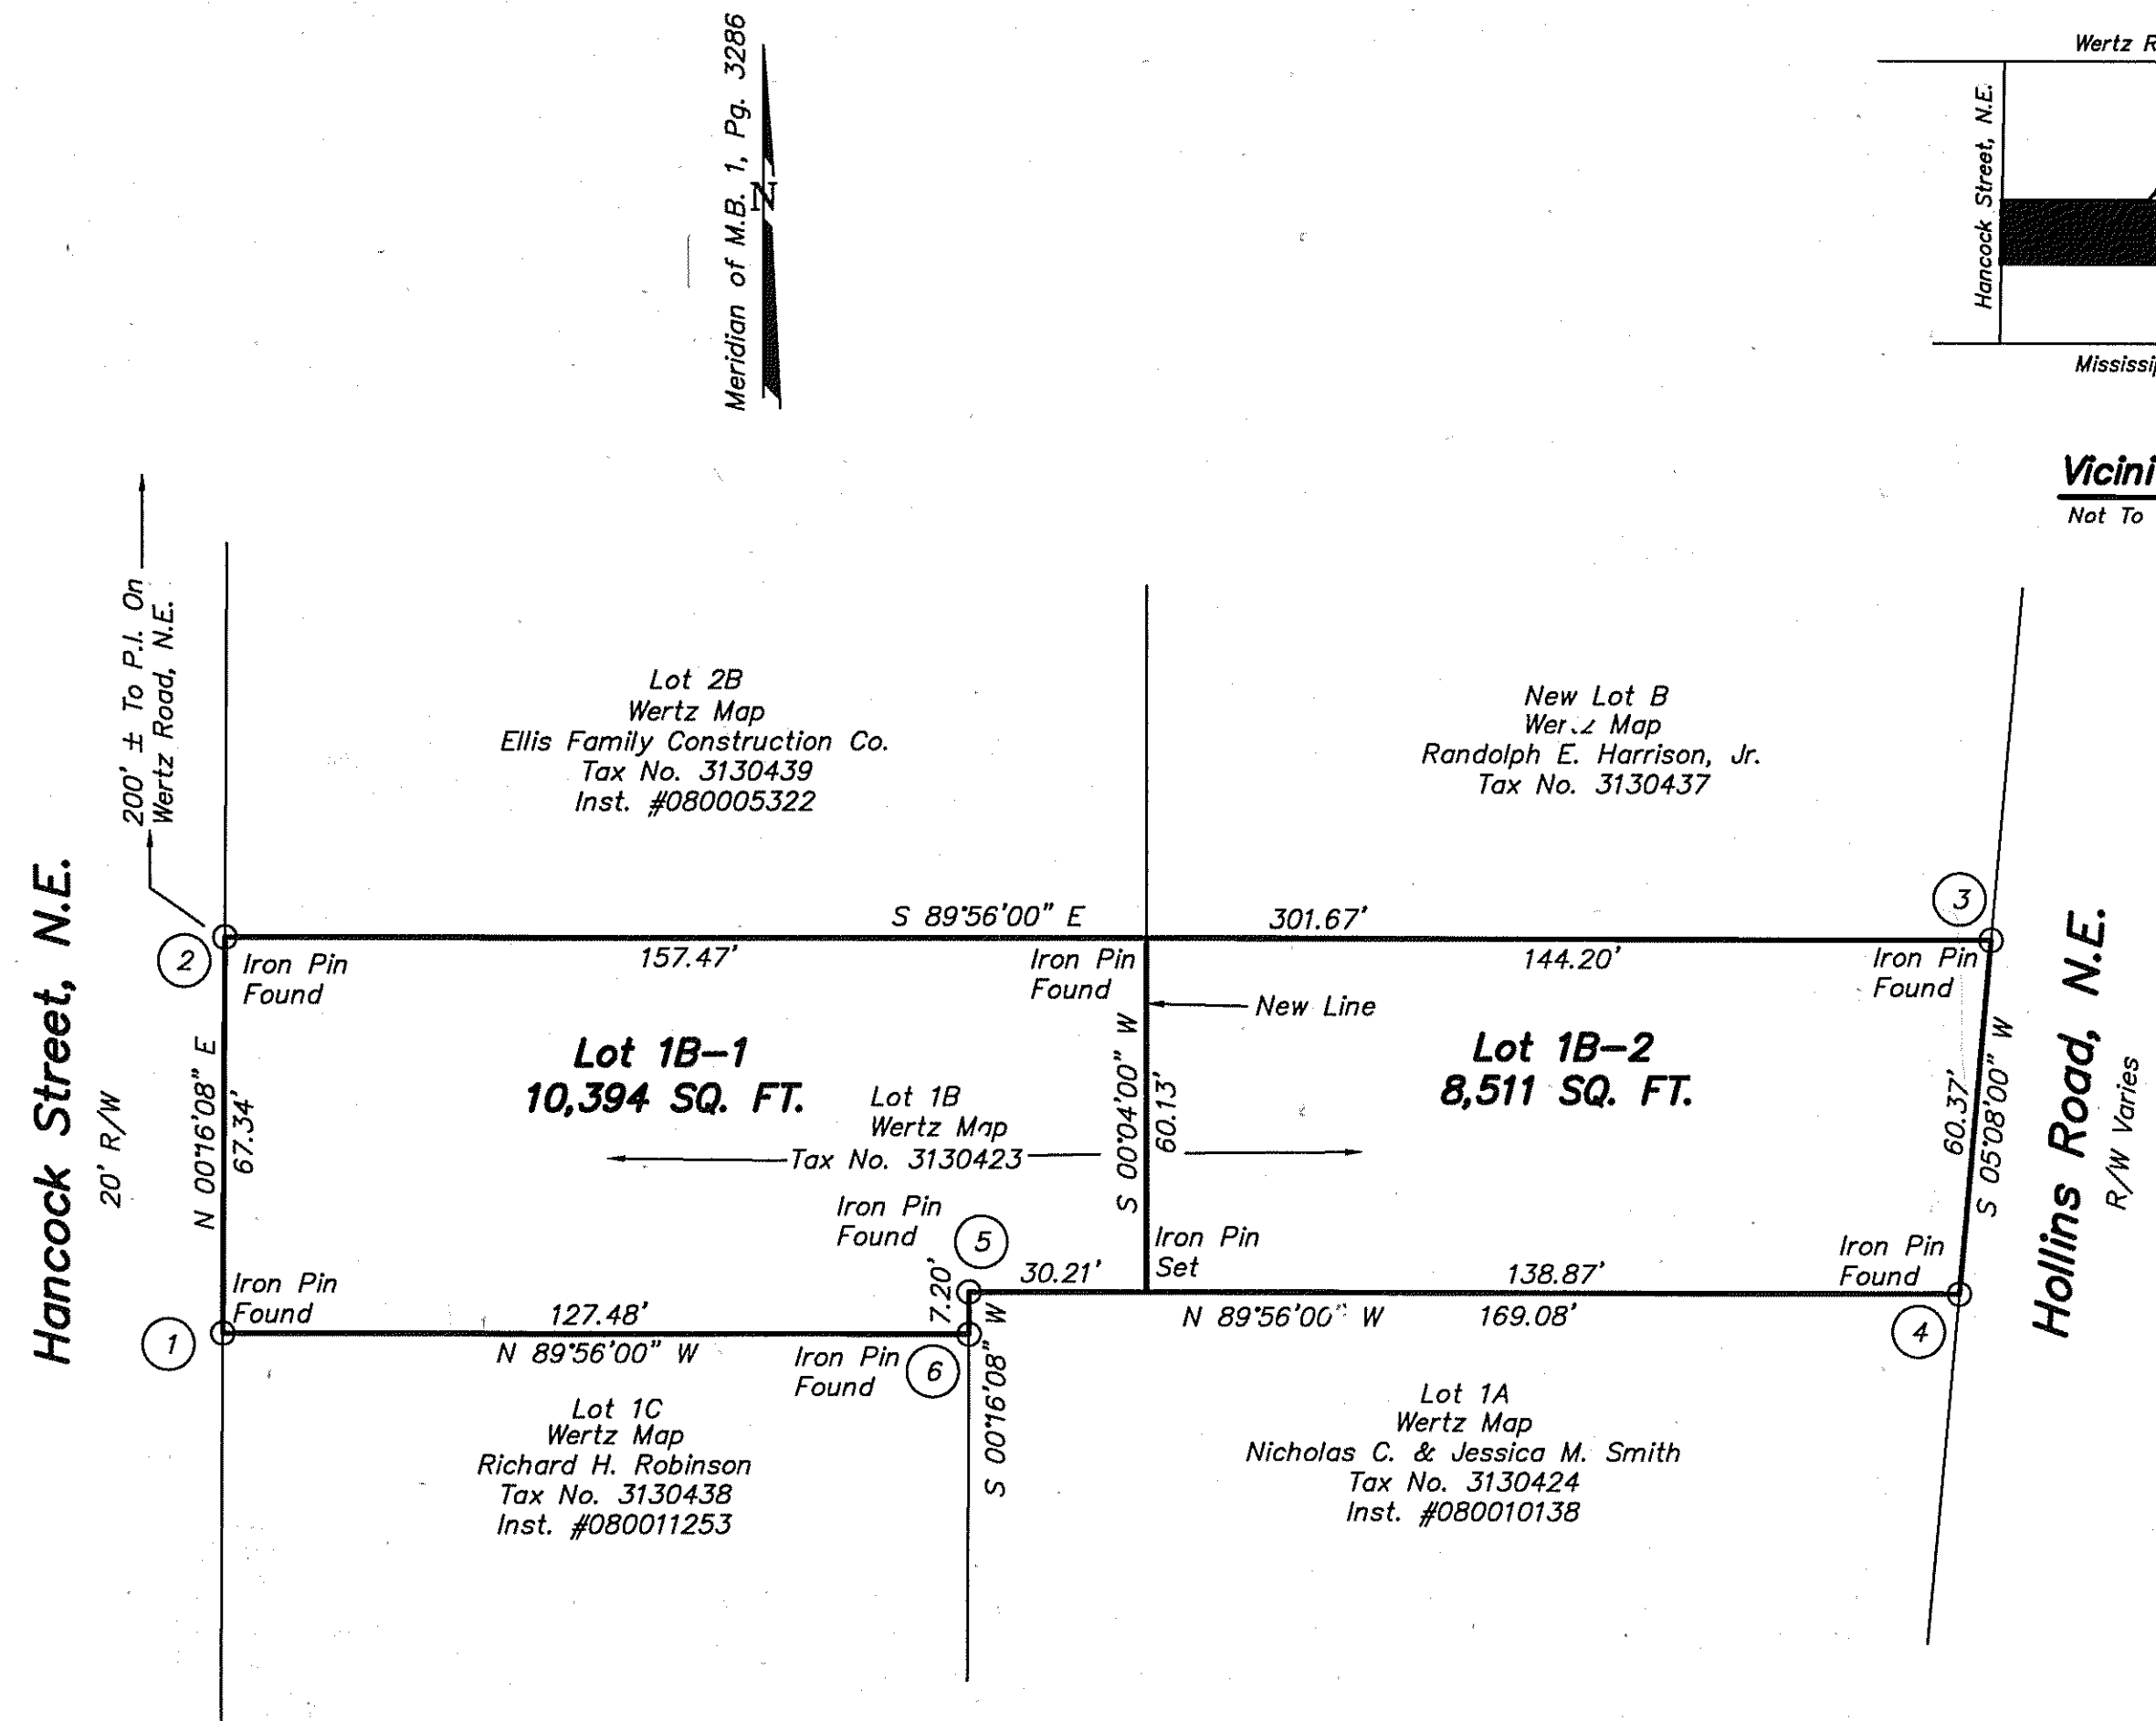 Meridian of M.B. 1, Pg. 3286
N
Wertz R
Hancock Street, N.E.
Mississip
Vicini
Not To
200' ± To P.I. On
Wertz Road, N.E.
Lot 2B
Wertz Map
Ellis Family Construction Co.
Tax No. 3130439
Inst. #080005322
New Lot B
Map
Randolph E. Harrison, Jr.
Tax No. 3130437
Hancock Street, N.E.
20' R/W
2
3
S 89°56'00" E
301.67'
157.47'
144.20'
Iron Pin
Found
Iron Pin
Found
Iron Pin
Found
New Line
N 00°16'08" E
67.34'
Lot 1B-1
10,394 SQ. FT.
Lot 1B
Wertz Map
Tax No. 3130423
S 00°04'00" W
60.13'
Lot 1B-2
8,511 SQ. FT.
60.37'
S 05°08'00" W
Hollins Road, N.E.
R/W Varies
Iron Pin
Found
5
Iron Pin
Set
Iron Pin
Found
Iron Pin
Found
7.20'
30.21'
138.87'
127.48'
N 89°56'00" W
169.08'
1
4
N 89°56'00" W
Iron Pin
Found
6
S 00°16'08" W
Lot 1C
Wertz Map
Richard H. Robinson
Tax No. 3130438
Inst. #080011253
Lot 1A
Wertz Map
Nicholas C. & Jessica M. Smith
Tax No. 3130424
Inst. #080010138